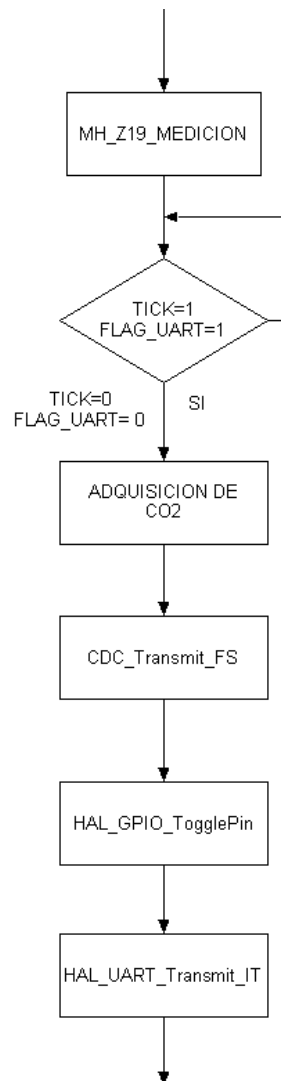 MH_Z19_MEDICION
TICK=1
FLAG_UART=1
TICK=0
FLAG_UART= 0
SI
ADQUISICION DE
CO2
CDC_Transmit_FS
HAL_GPIO_TogglePin
HAL_UART_Transmit_IT